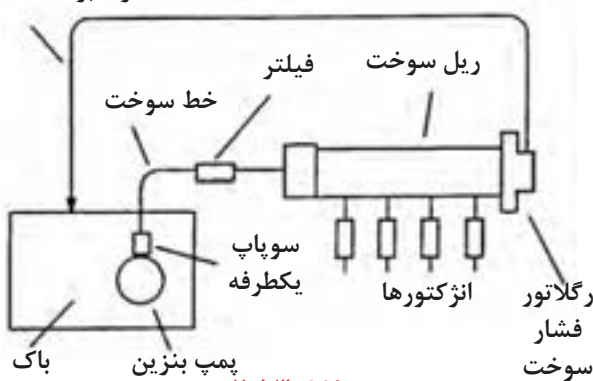 ریل سوخت
فیلتر
خط سوخت
سوپاپ
یکطرفه
انژکتورها
رگلاتور
فشار
سوخت
پمپ بنزین
باک